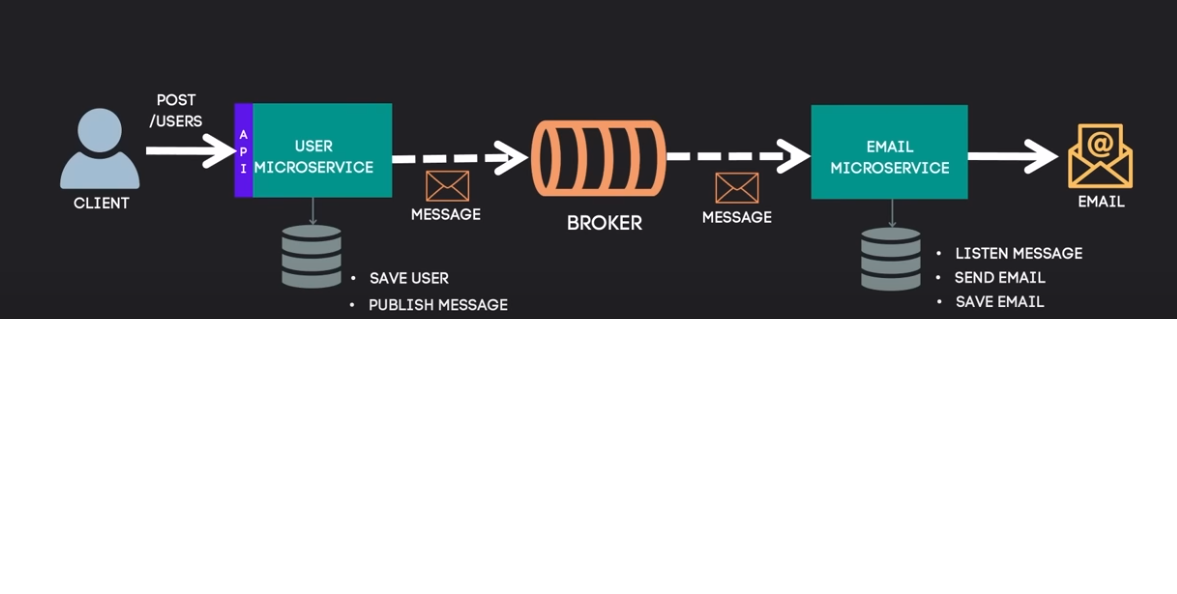 POST
/USERS
CLIENT
A
P
I
USER
MICROSERVICE
MESSAGE
BROKER
MESSAGE
EMAIL
MICROSERVICE
@
EMAIL
• SAVE USER
• PUBLISH MESSAGE
• LISTEN MESSAGE
• SEND EMAIL
• SAVE EMAIL